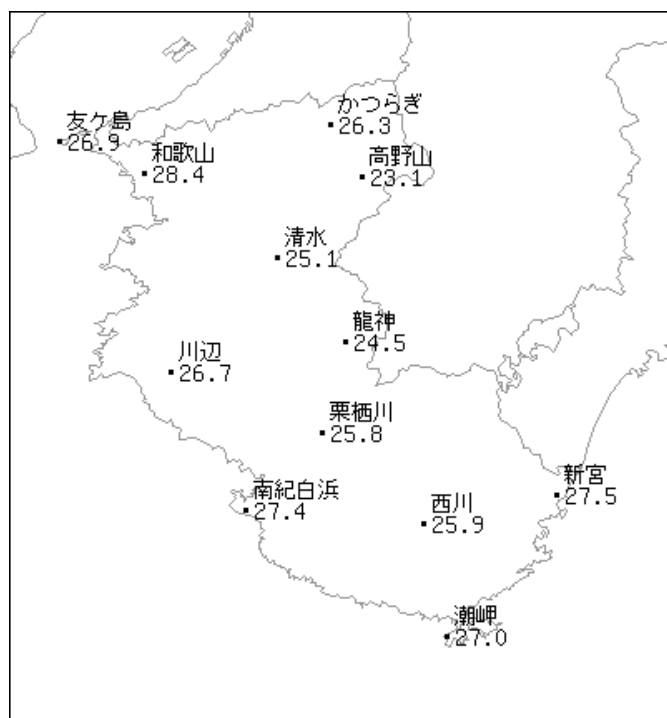 かつらぎ
26.3
友ケ島
26.9
和歌山
28.4
高野山
23.1
清水
25.1
龍神
24.5
川辺
26.7
栗栖川
25.8
南紀白浜
27.4
西川
25.9
新宮
27.5
潮岬
27.0